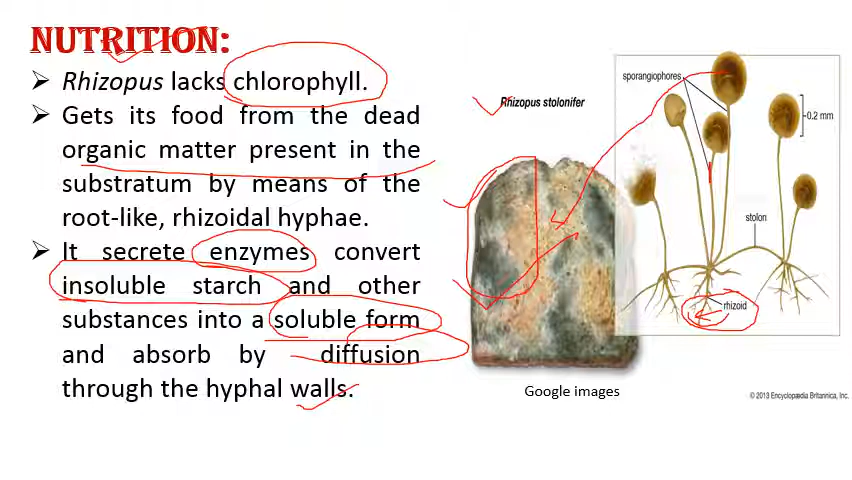 NUTRITION:
➤ Rhizopus lacks chlorophyll.
➤ Gets its food from the dead
organic matter present in the
substratum by means of the
root-like, rhizoidal hyphae.
➤ It secrete enzymes convert
insoluble starch and other
substances into a soluble form
and absorb by diffusion
through the hyphal walls.
Rhizopus stolonifer
Google images
sporangiophores
0.2 mm
stolon
rhizoid
© 2013 Encyclopædia Britannica, Inc.